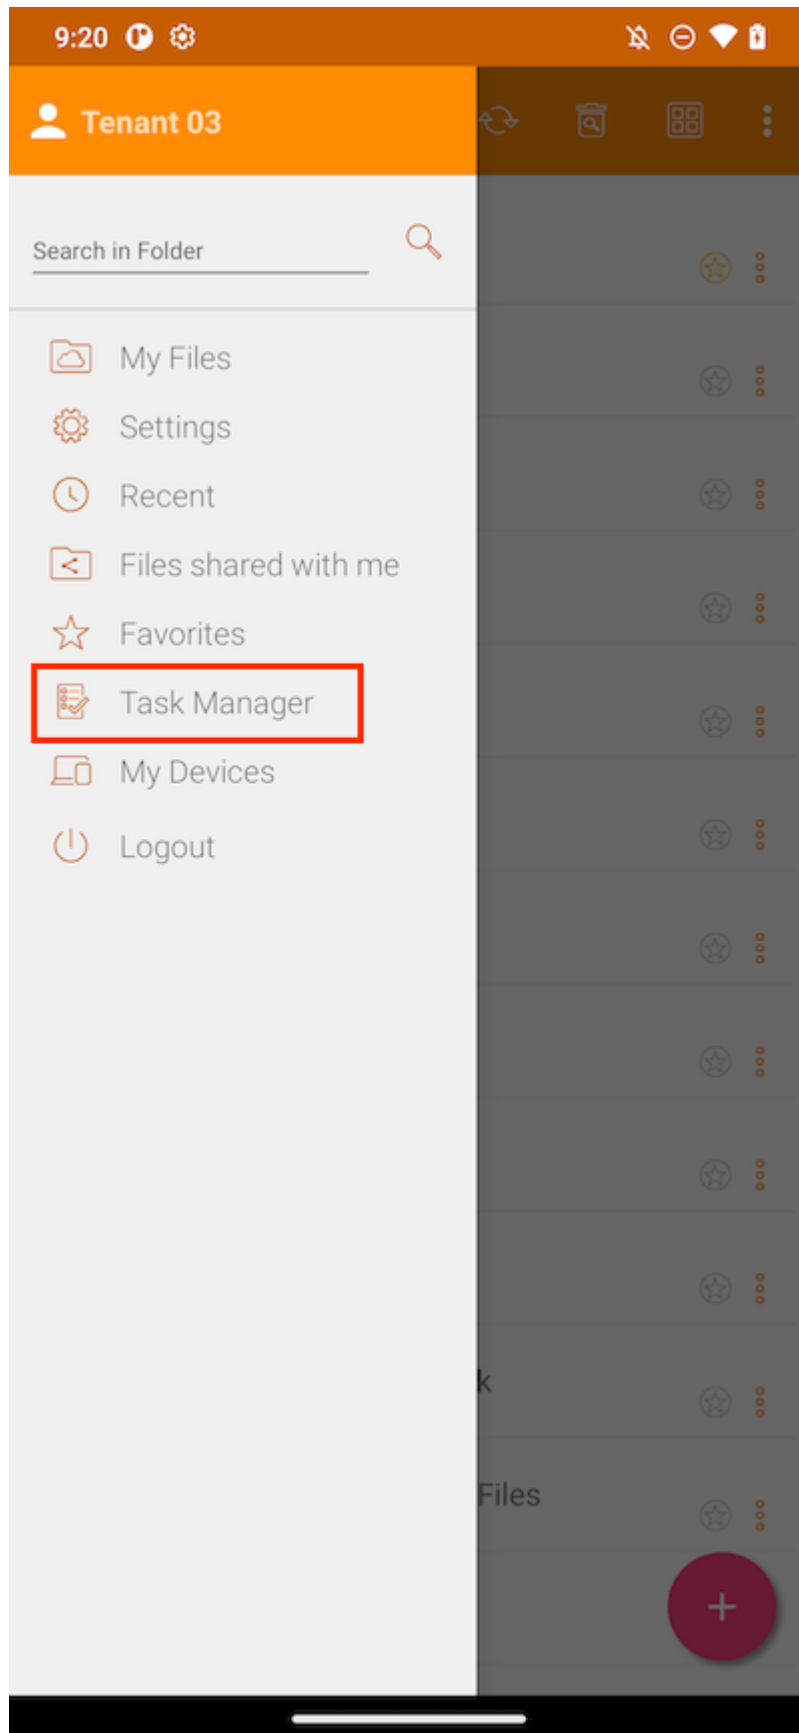 9:20
Tenant 03
Search in Folder
My Files
Settings
Recent
Files shared with me
Favorites
Task Manager
My Devices
Logout
k
Files